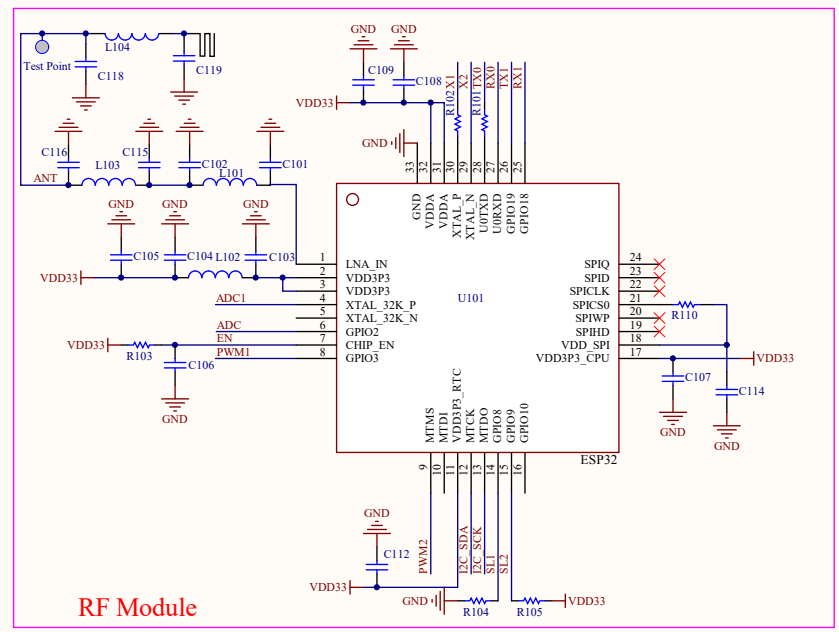 L104
Test Point
C118
C119
GND
GND
C109
C108
VDD33
GND
R102
X1
X2
R101
TX0
RX0
TX1
RX1
C116
C115
C102
C101
L103
L101
ANT
GND
GND
GND
C105
C104
L102
C103
VDD33
ADC1
ADC
EN
PWM1
VDD33
R103
C106
GND
33
32
31
30
29
28
27
26
25
GND
VDDA
VDDA
XTAL_P
XTAL_N
U0TXD
U0RXD
GPIO19
GPIO18
1
2
3
4
5
6
7
8
LNA_IN
VDD3P3
VDD3P3
XTAL_32K_P
XTAL_32K_N
GPIO2
CHIP_EN
GPIO3
U101
SPIQ
SPID
SPICLK
SPICS0
SPIWP
SPIHD
VDD_SPI
VDD3P3_CPU
24
23
22
21
20
19
18
17
R110
VDD33
C107
C114
GND
GND
MTMS
MTDI
VDD3P3_RTC
MTCK
MTDO
GPIO8
GPIO9
GPIO10
ESP32
9
10
11
12
13
14
15
16
GND
C112
VDD33
PWM2
I2C_SDA
I2C_SCK
SL1
SL2
GND
R104
R105
VDD33
RF Module